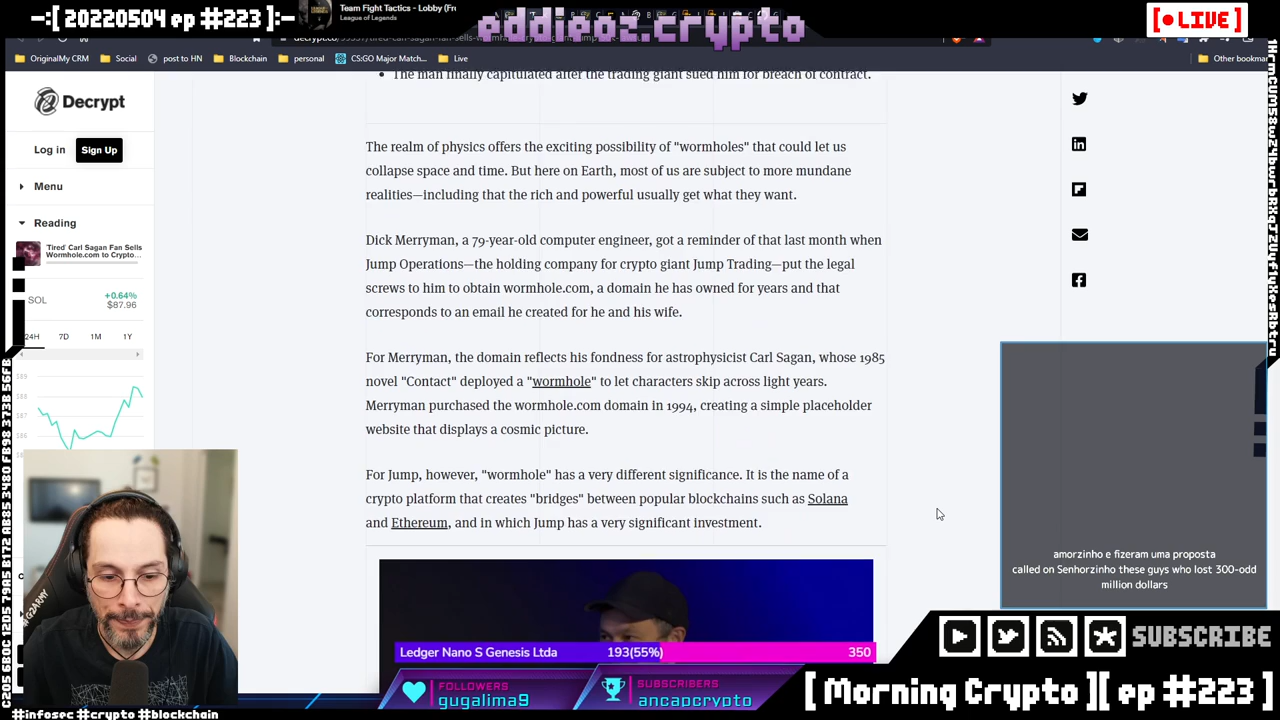 -:[ 20220504 ep #223 ]:-
Team Fight Tactics - Lobby (Fr
League of Legends
oddiooz.crypto
[ LIVE ]
OriginalMy CRM
Social
post to HN
Blockchain
personal
CS:GO Major Match...
Live
Other bookmar
The man finally capitulated after the trading giant sued him for breach of contract.
Decrypt
Log in
Sign Up
Menu
Reading
'Tired' Carl Sagan Fan Sells
Wormhole.com to Crypto...
SOL
+0.64%
$87.96
24H
7D
1M
1Y
$89
$88
$87
$86
The realm of physics offers the exciting possibility of "wormholes" that could let us
collapse space and time. But here on Earth, most of us are subject to more mundane
realities—including that the rich and powerful usually get what they want.
Dick Merryman, a 79-year-old computer engineer, got a reminder of that last month when
Jump Operations—the holding company for crypto giant Jump Trading—put the legal
screws to him to obtain wormhole.com, a domain he has owned for years and that
corresponds to an email he created for he and his wife.
For Merryman, the domain reflects his fondness for astrophysicist Carl Sagan, whose 1985
novel "Contact" deployed a "wormhole" to let characters skip across light years.
Merryman purchased the wormhole.com domain in 1994, creating a simple placeholder
website that displays a cosmic picture.
For Jump, however, "wormhole" has a very different significance. It is the name of a
crypto platform that creates "bridges" between popular blockchains such as Solana
and Ethereum, and in which Jump has a very significant investment.
amorzinho e fizeram uma proposta
called on Senhorzinho these guys who lost 300-odd
million dollars
Ledger Nano S Genesis Ltda
193(55%)
350
FOLLOWERS
gugalima9
SUBSCRIBERS
ancapcrypto
SUBSCRIBE
[ Morning Crypto ][ ep #223 ]
#infosec #crypto #blockchain